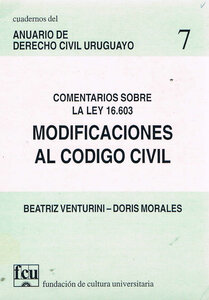 cuadernos del
ANUARIO DE
DERECHO CIVIL URUGUAYO
7
COMENTARIOS SOBRE
LA LEY 16.603
MODIFICACIONES
AL CODIGO CIVIL
BEATRIZ VENTURINI – DORIS MORALES
fcu
fundación de cultura universitaria